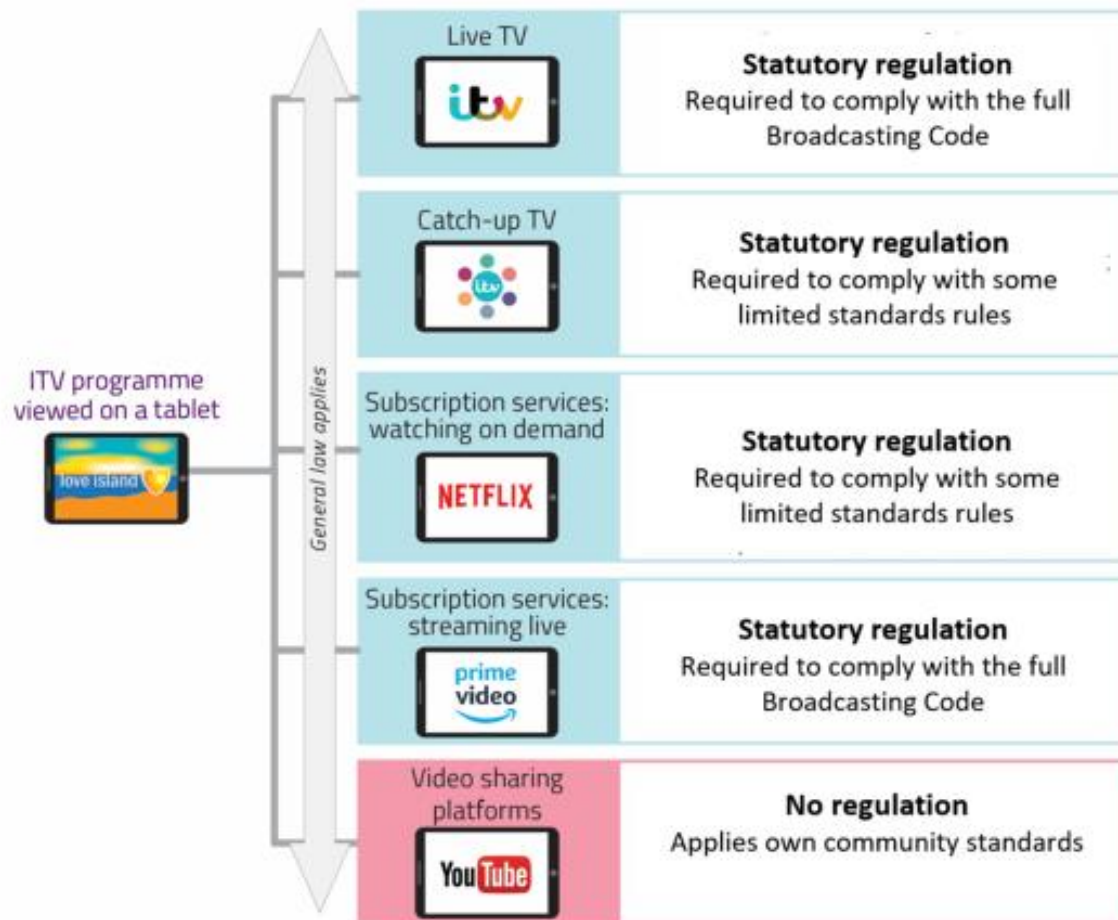 Live TV
itv
Statutory regulation
Required to comply with the full
Broadcasting Code
Catch-up TV
itv
Statutory regulation
Required to comply with some
limited standards rules
ITV programme
viewed on a tablet
love island
General law applies
Subscription services:
watching on demand
NETFLIX
Statutory regulation
Required to comply with some
limited standards rules
Subscription services:
streaming live
prime
video
Statutory regulation
Required to comply with the full
Broadcasting Code
Video sharing
platforms
YouTube
No regulation
Applies own community standards